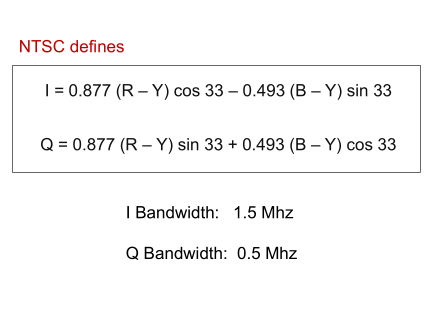 NTSC defines
I = 0.877 (R – Y) cos 33 – 0.493 (B – Y) sin 33
Q = 0.877 (R – Y) sin 33 + 0.493 (B – Y) cos 33
I Bandwidth: 1.5 Mhz
Q Bandwidth: 0.5 Mhz